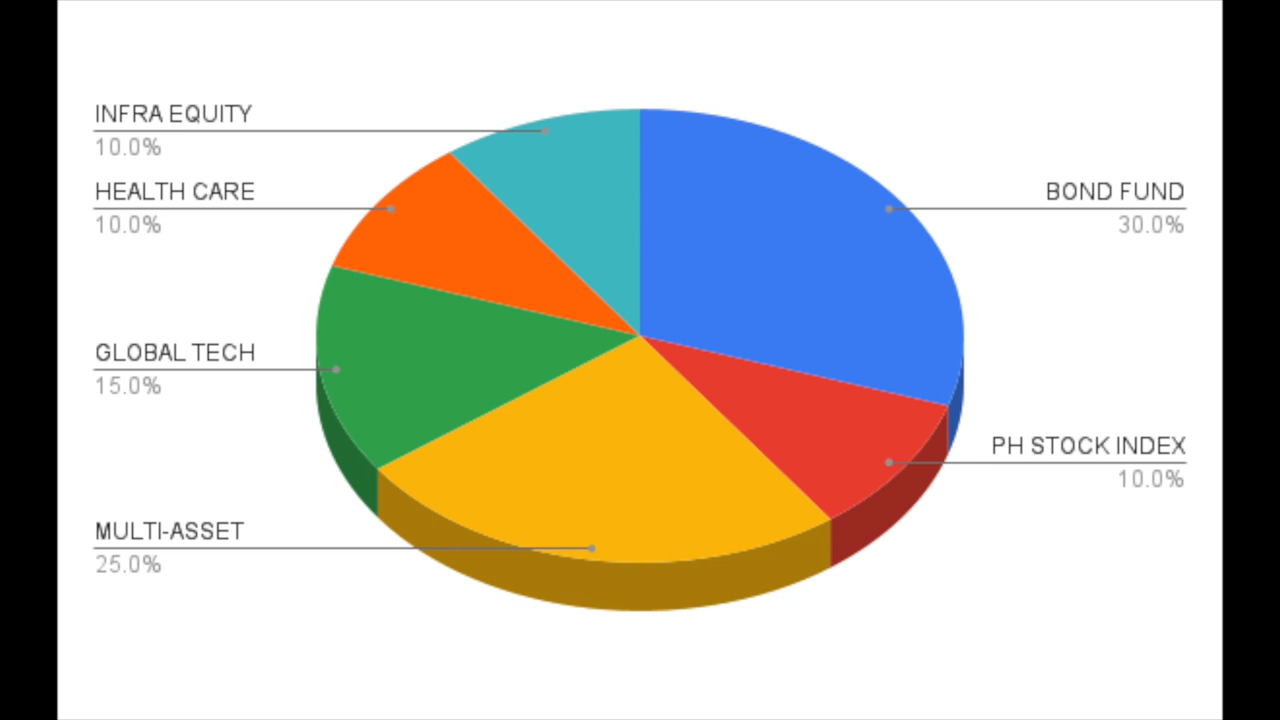 INFRA EQUITY
10.0%
HEALTH CARE
10.0%
GLOBAL TECH
15.0%
MULTI-ASSET
25.0%
BOND FUND
30.0%
PH STOCK INDEX
10.0%